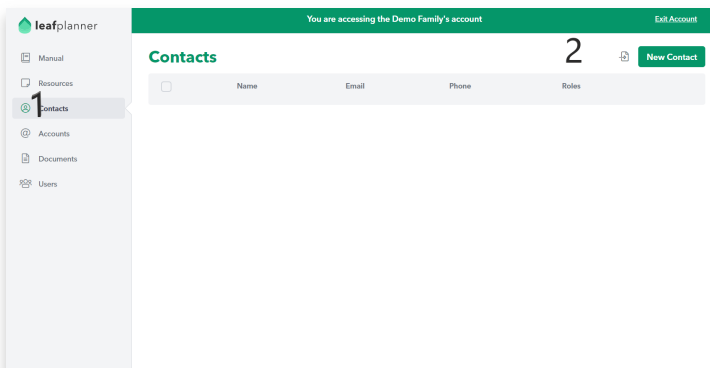 leafplanner
You are accessing the Demo Family's account
Exit Account
Manual
Resources
1
Contacts
Accounts
@
Documents
Users
Contacts
2
New Contact
Name Email Phone Roles